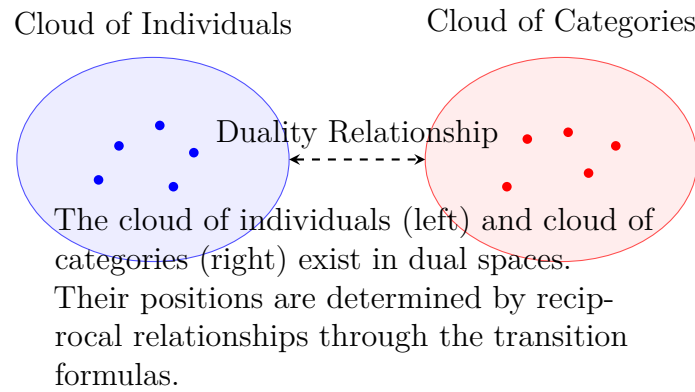 Cloud of Individuals
Cloud of Categories
Duality Relationship
The cloud of individuals (left) and cloud of
categories (right) exist in dual spaces.
Their positions are determined by recip-
rocal relationships through the transition
formulas.